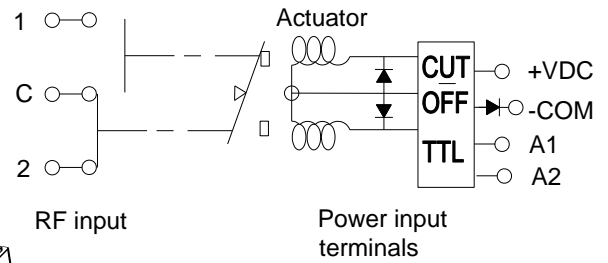 Actuator
1
C
2
CUT
OFF
TTL
+VDC
-COM
A1
A2
RF input
Power input
terminals